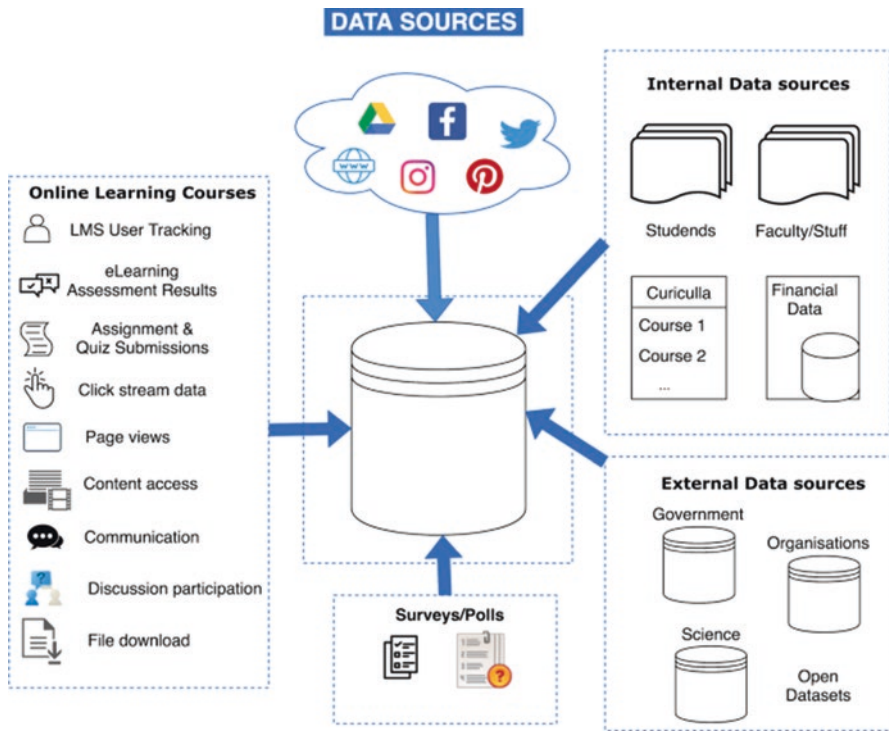 DATA SOURCES
www
Online Learning Courses
LMS User Tracking
eLearning
Assessment Results
Assignment &
Quiz Submissions
Click stream data
Page views
Content access
Communication
Discussion participation
File download
Surveys/Polls
Internal Data sources
Studends
Faculty/Stuff
Curiculla
Course 1
Course 2
...
Financial
Data
External Data sources
Government
Organisations
Science
Open
Datasets